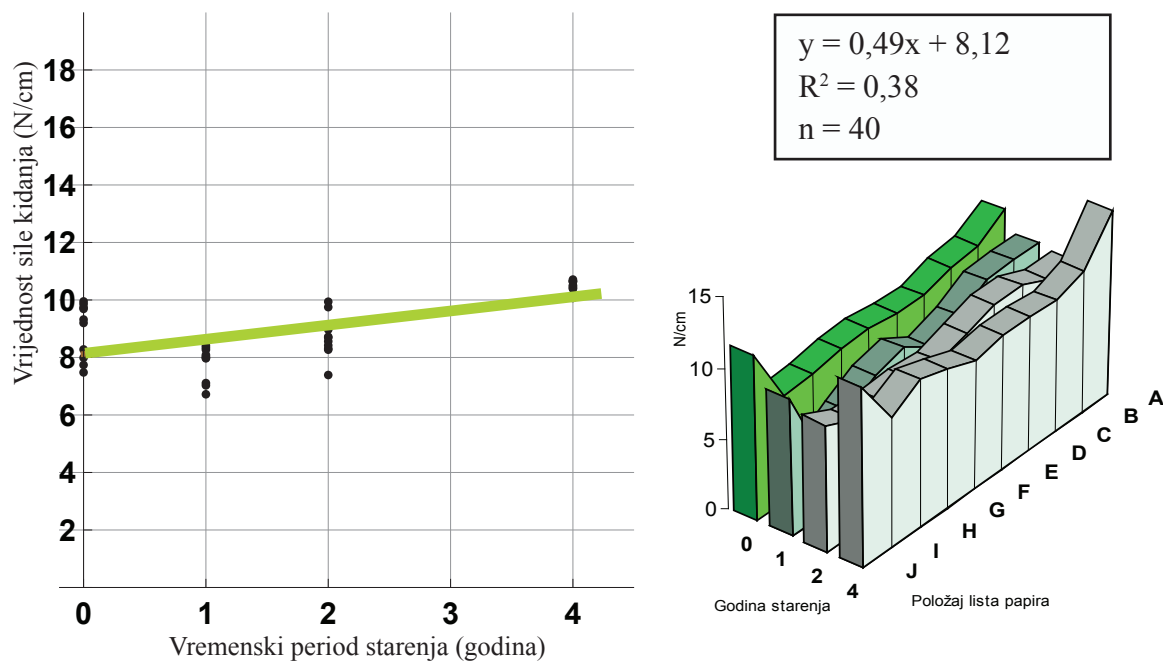 Vrijednost sile kidanja (N/cm)
18
16
14
12
10
8
6
4
2
0
1
2
3
4
Vremenski period starenja (godina)
y = 0,49x + 8,12
R² = 0,38
n = 40
N/cm
15
10
5
0
0
1
2
4
J
I
H
G
F
E
D
C
B
A
Godina starenja
Položaj lista papira